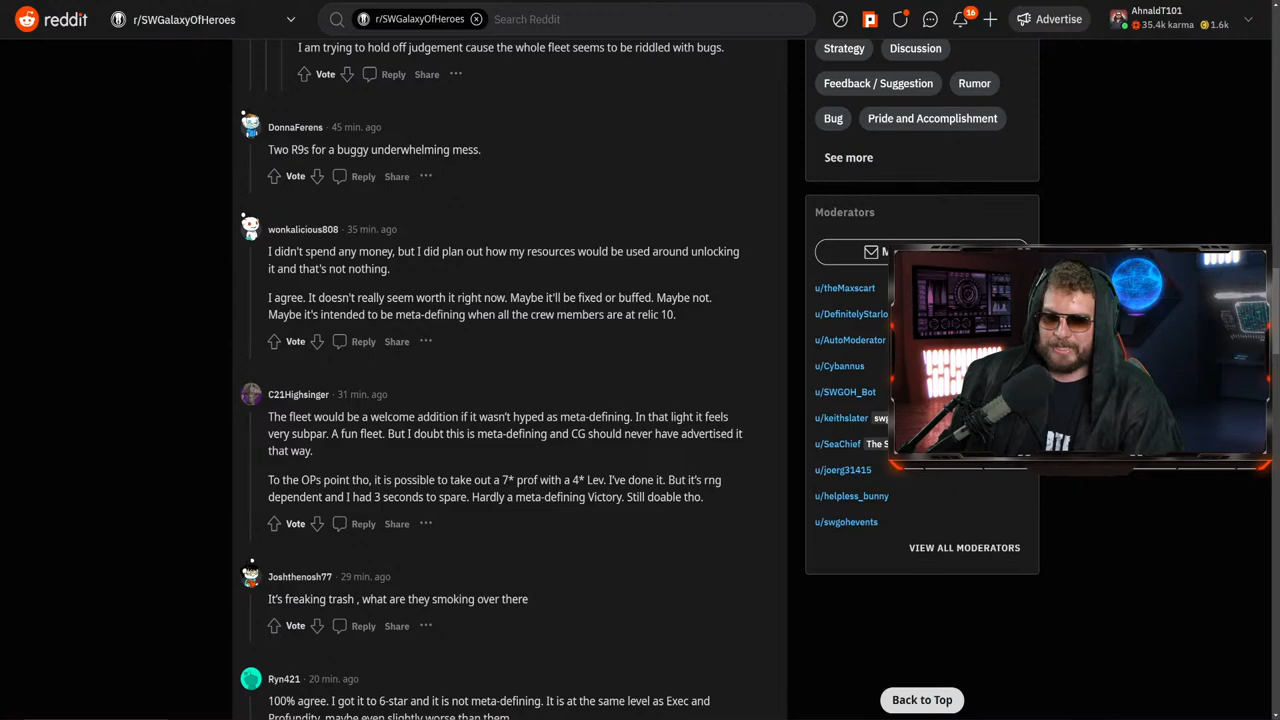 reddit
r/SWGalaxyOfHeroes
r/SWGalaxyOfHeroes
Search Reddit
16
Advertise
AhnaldT101
35.4k karma
1.6k
I am trying to hold off judgement cause the whole fleet seems to be riddled with bugs.
Vote
Reply
Share
DonnaFerens · 45 min. ago
Two R9s for a buggy underwhelming mess.
Vote
Reply
Share
wonkalicious808 · 35 min. ago
I didn't spend any money, but I did plan out how my resources would be used around unlocking
it and that's not nothing.
I agree. It doesn't really seem worth it right now. Maybe it'll be fixed or buffed. Maybe not.
Maybe it's intended to be meta-defining when all the crew members are at relic 10.
Vote
Reply
Share
C21Highsinger · 31 min. ago
The fleet would be a welcome addition if it wasn't hyped as meta-defining. In that light it feels
very subpar. A fun fleet. But I doubt this is meta-defining and CG should never have advertised it
that way.
To the OPs point tho, it is possible to take out a 7* prof with a 4* Lev. I've done it. But it's rng
dependent and I had 3 seconds to spare. Hardly a meta-defining Victory. Still doable tho.
Vote
Reply
Share
Joshthenosh77 · 29 min. ago
It's freaking trash , what are they smoking over there
Vote
Reply
Share
Ryn421 · 20 min. ago
100% agree. I got it to 6-star and it is not meta-defining. It is at the same level as Exec and
Profundity, maybe even slightly worse than them.
Strategy
Discussion
Feedback / Suggestion
Rumor
Bug
Pride and Accomplishment
See more
Moderators
M
u/theMaxscart
u/DefinitelyStarlo
u/AutoModerator
u/Cybannus
u/SWGOH_Bot
u/keithslater swg
u/SeaChief The S
u/joerg31415
u/helpless_bunny
u/swgohevents
VIEW ALL MODERATORS
Back to Top